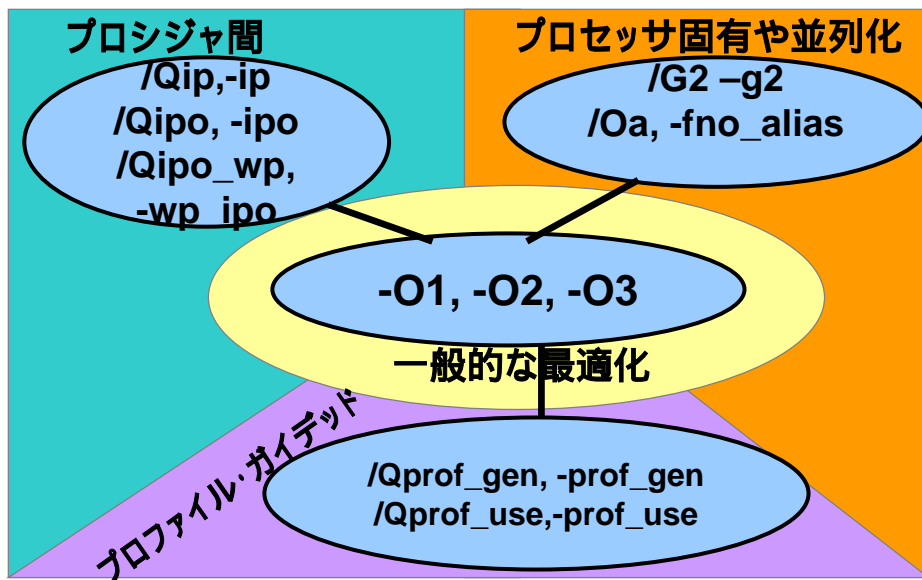 プロシジャ間
/Qip,-ip
/Qipo, -ipo
/Qipo_wp,
-wp_ipo
プロセッサ固有や並列化
/G2 –g2
/Oa, -fno_alias
-O1, -O2, -O3
一般的な最適化
プロファイル・ガイデッド
/Qprof_gen, -prof_gen
/Qprof_use,-prof_use